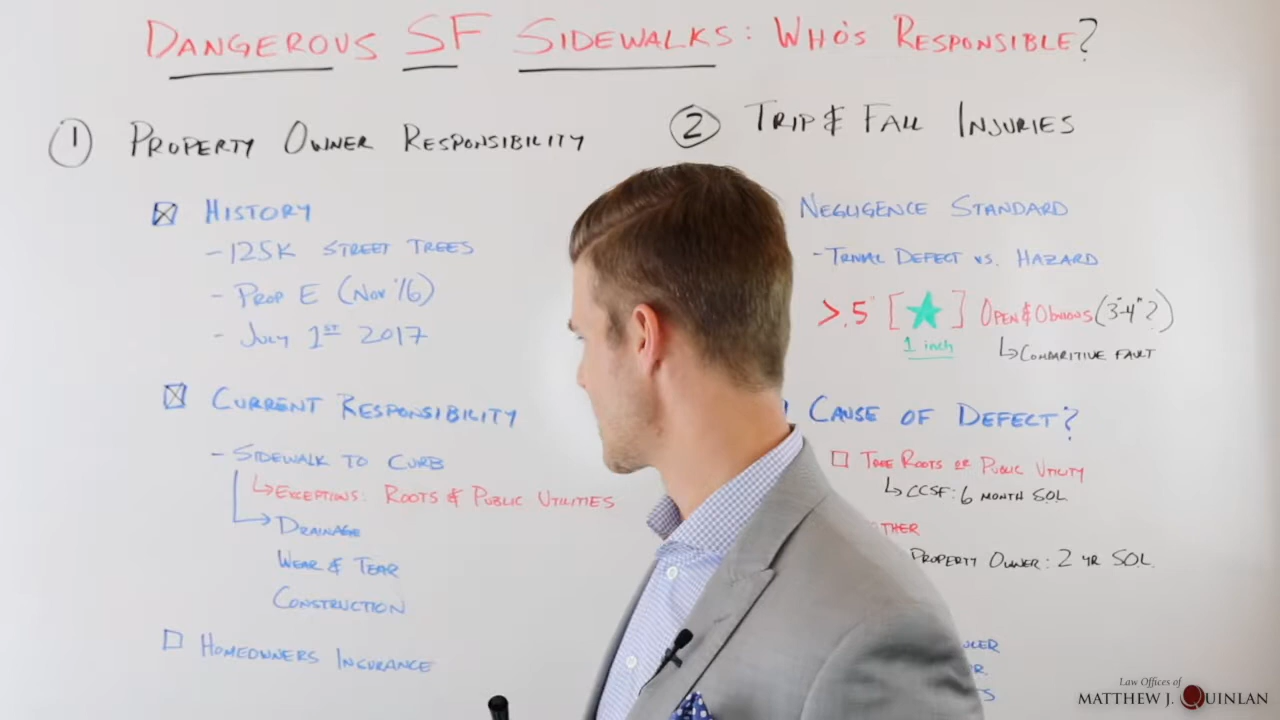 DANGEROUS SF SIDEWALKS: WHO'S RESPONSIBLE?
1 PROPERTY OWNER RESPONSIBILITY
HISTORY
- 125K STREET TREES
- PROP E (NOV '16)
- JULY 1ST 2017
CURRENT RESPONSIBILITY
- SIDEWALK TO CURB
EXCEPTIONS: ROOTS & PUBLIC UTILITIES
DRAINAGE
WEAR & TEAR
CONSTRUCTION
HOMEOWNERS INSURANCE
2 TRIP & FALL INJURIES
NEGLIGENCE STANDARD
- TRIVIAL DEFECT VS. HAZARD
>.5" [★] OPEN & OBVIOUS (3"-4"?)
1 inch
COMPARITIVE FAULT
CAUSE OF DEFECT?
TREE ROOTS OR PUBLIC UTILITY
CCSF: 6 MONTH SOL
THER
PROPERTY OWNER: 2 YR SOL
Law Offices of
MATTHEW J. QUINLAN